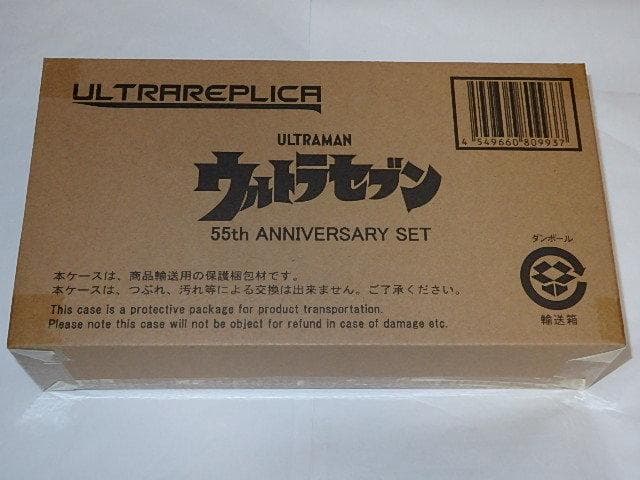 ULTRAREPLICA
4 549660 809937
ULTRAMAN
ウルトラセブン
55th ANNIVERSARY SET
ダンボール
輸送箱
本ケースは、商品輸送用の保護梱包材です。
本ケースは、つぶれ、汚れ等による交換は出来ません。ご了承ください。
This case is a protective package for product transportation.
Please note this case will not be object for refund in case of damage etc.